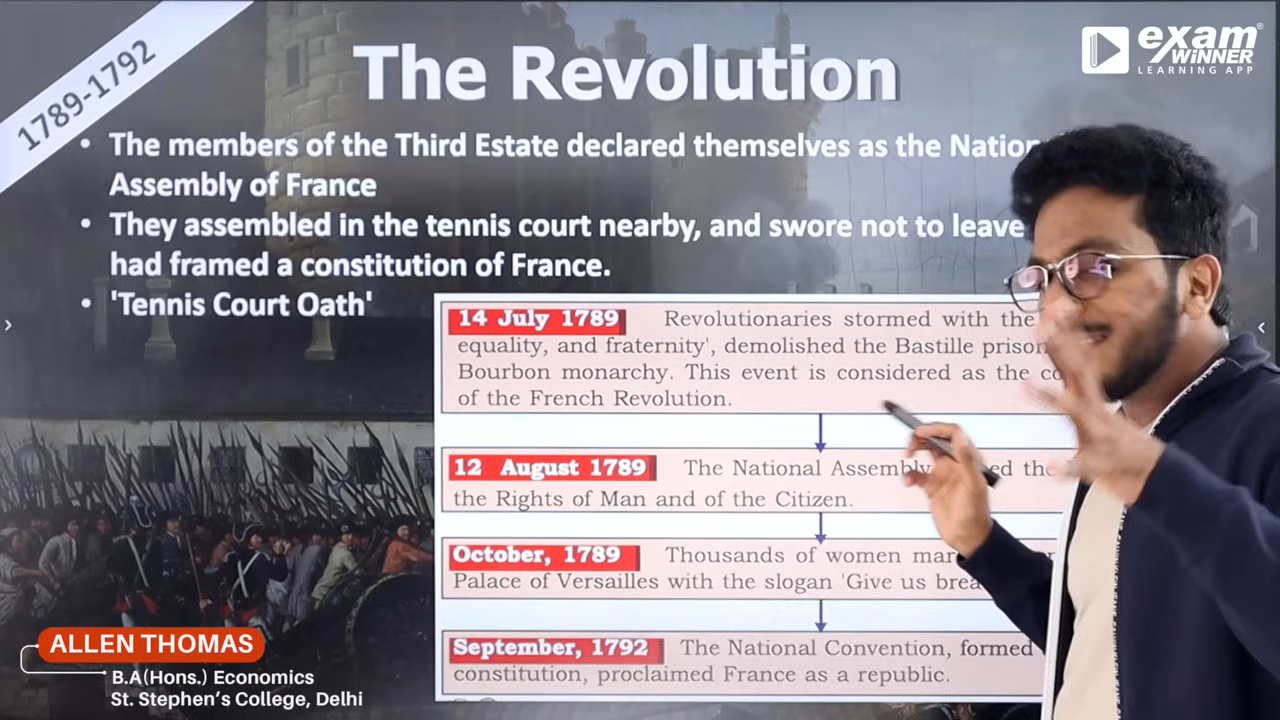 1789-1792
The Revolution
exam
WiNNER
LEARNING APP
• The members of the Third Estate declared themselves as the
Assembly of France
• They assembled in the tennis court nearby, and swore not to leave
had framed a constitution of France.
• 'Tennis Court Oath'
14 July 1789 Revolutionaries stormed with the
equality, and fraternity', demolished the Bastille prison
Bourbon monarchy. This event is considered as the
of the French Revolution.
12 August 1789 The National Assembly
the Rights of Man and of the Citizen.
October, 1789 Thousands of women
Palace of Versailles with the slogan 'Give us
September, 1792 The National Convention, formed
constitution, proclaimed France as a republic.
ALLEN THOMAS
B.A(Hons.) Economics
St. Stephen's College, Delhi